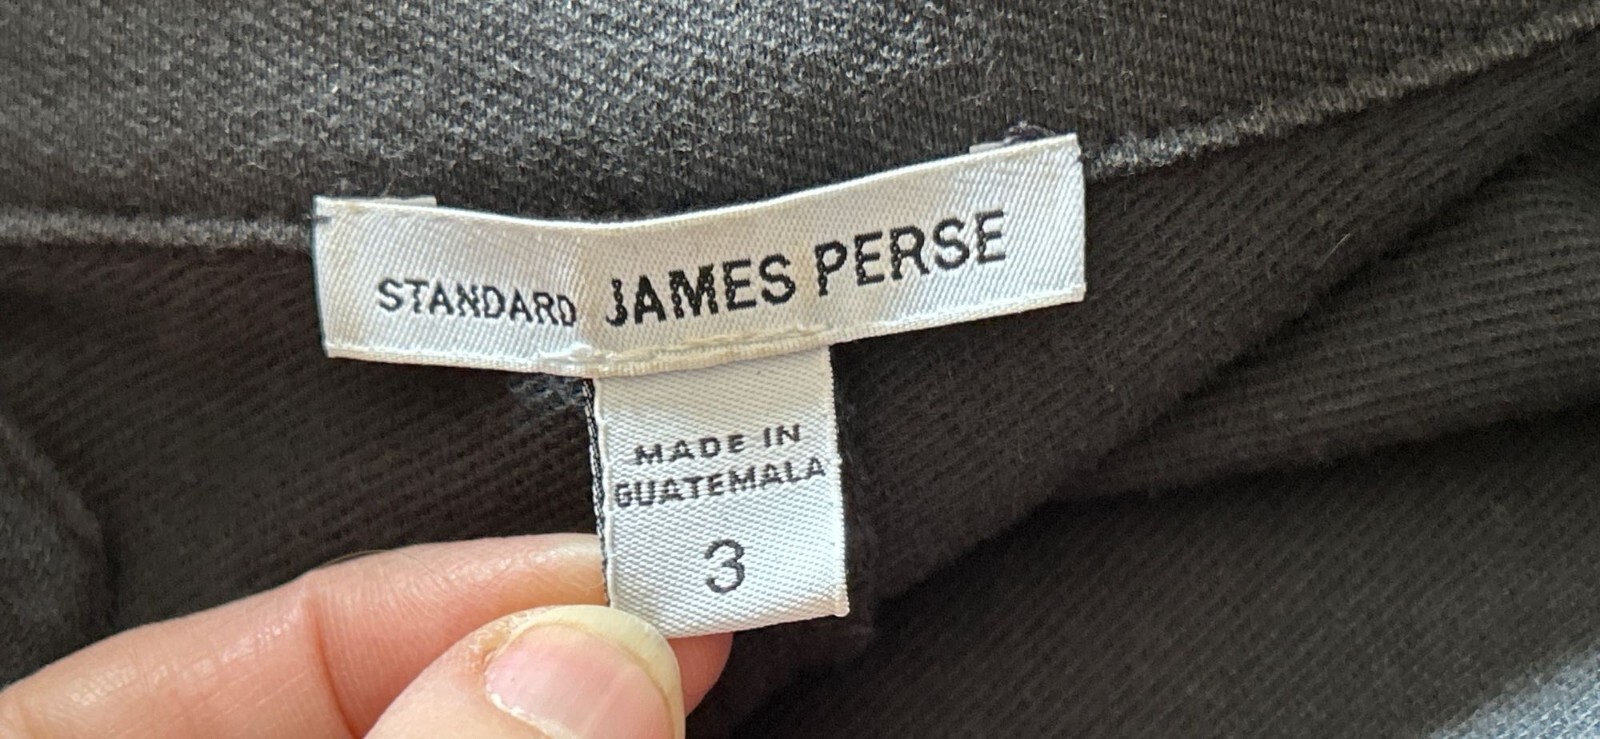 STANDARD JAMES PERSE
MADE IN
GUATEMALA
3